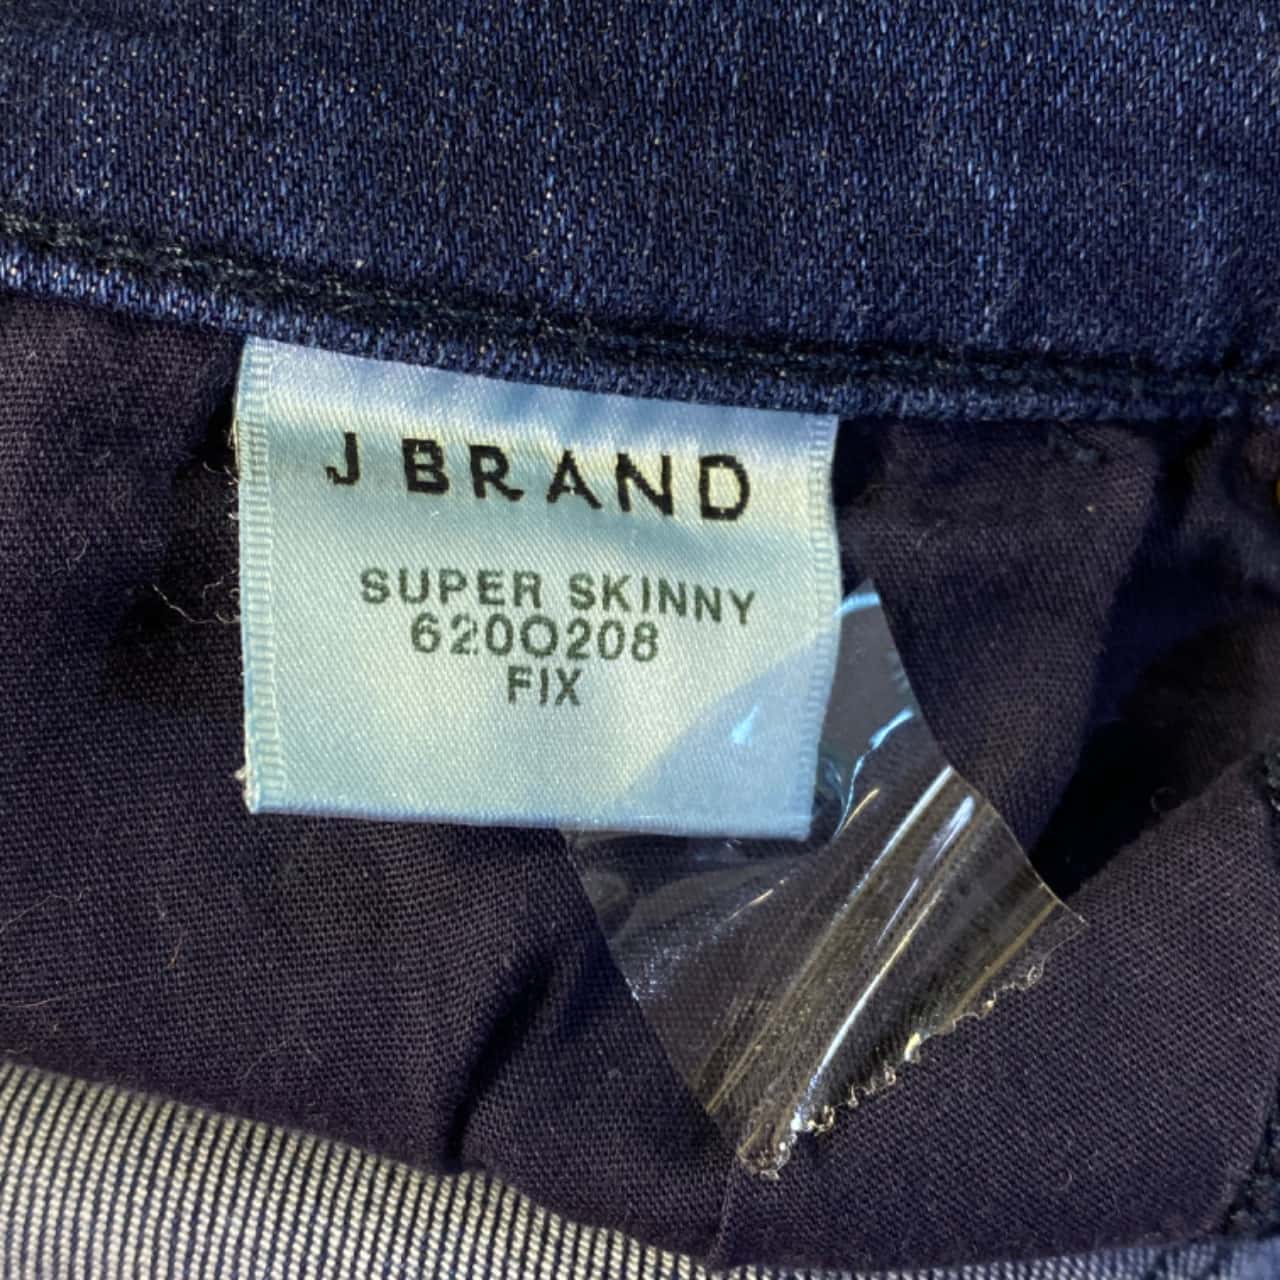 J BRAND
SUPER SKINNY
620O208
FIX